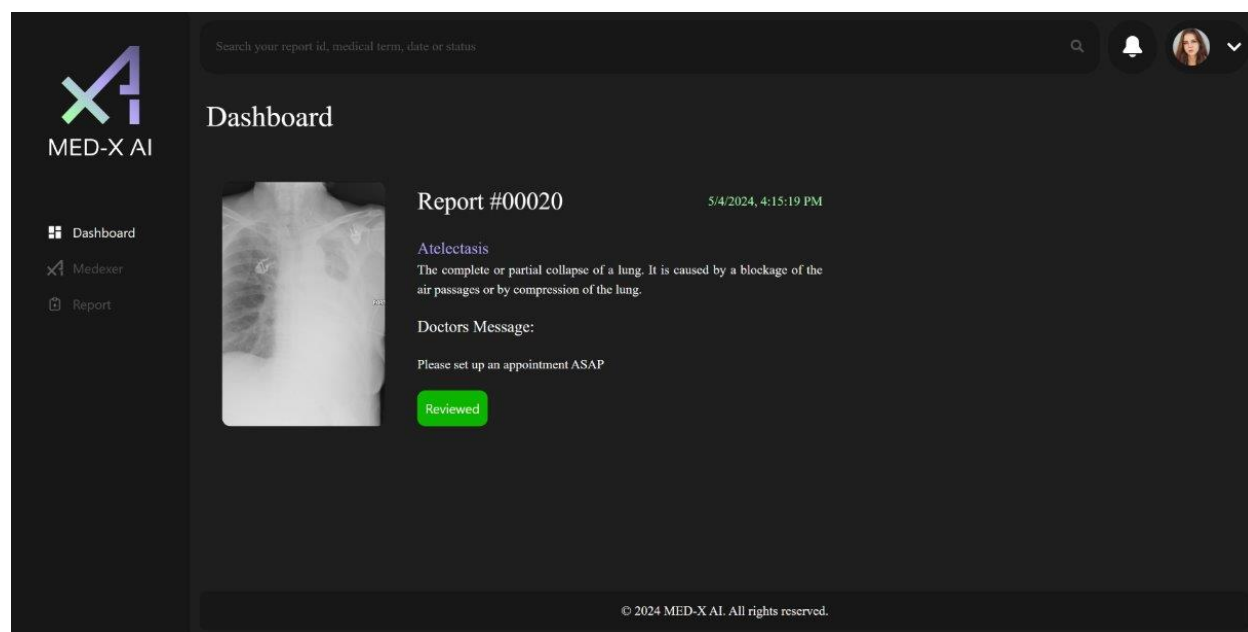 Search your report id, medical term, date or status
MED-X AI
Dashboard
Dashboard
Medexer
Report
Report #00020
5/4/2024, 4:15:19 PM
Atelectasis
The complete or partial collapse of a lung. It is caused by a blockage of the
air passages or by compression of the lung.
Doctors Message:
Please set up an appointment ASAP
Reviewed
© 2024 MED-X AI. All rights reserved.